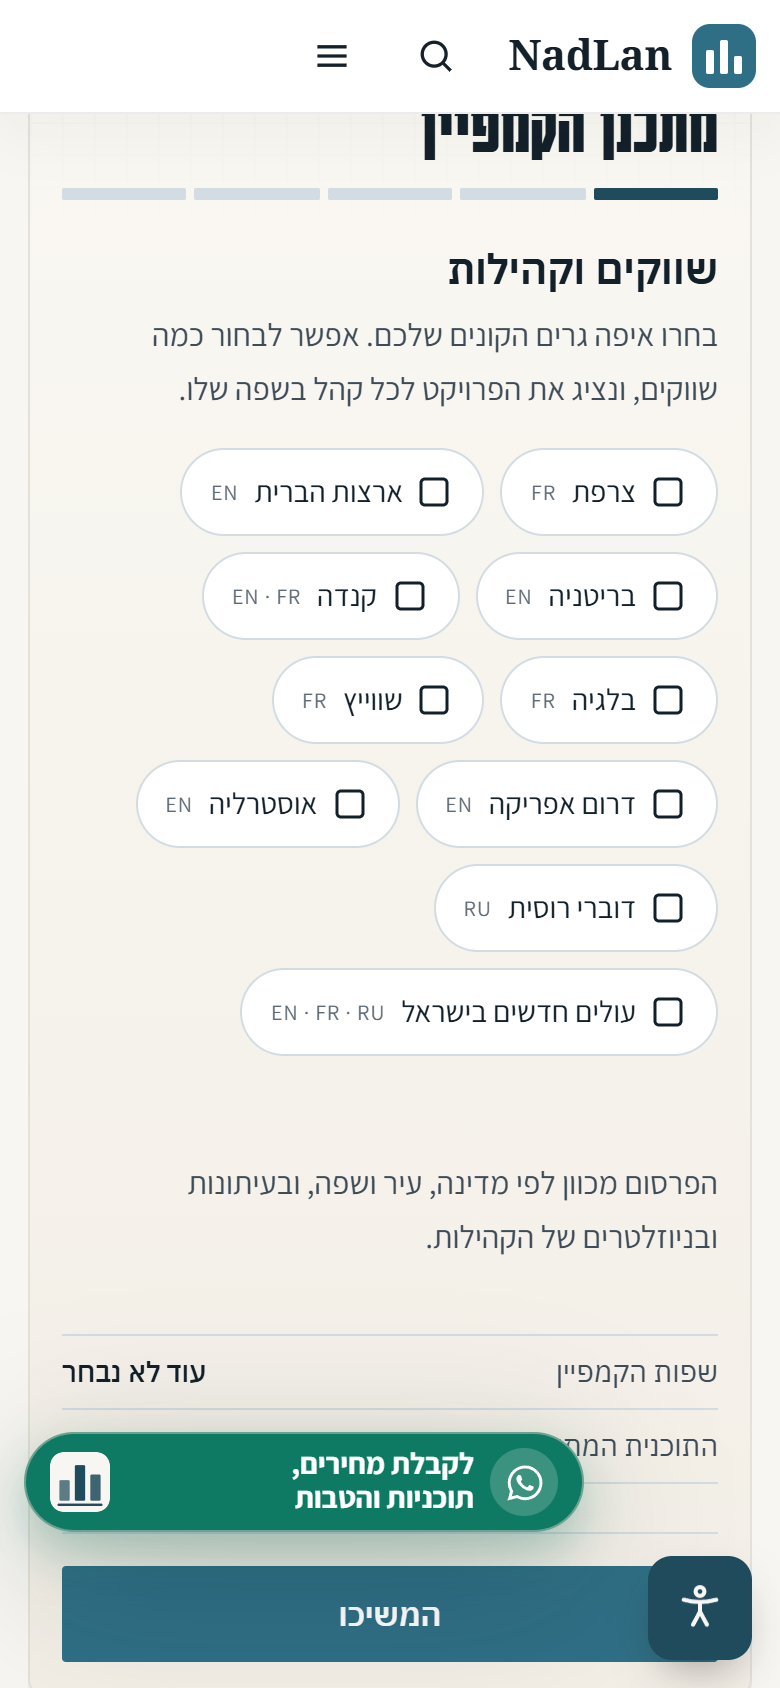 NadLan
מתכנן הקמפיין
שווקים וקהילות
בחרו איפה גרים הקונים שלכם. אפשר לבחור כמה
שווקים, ונציג את הפרויקט לכל קהל בשפה שלו.
צרפת FR
ארצות הברית EN
בריטניה EN
קנדה EN · FR
בלגיה FR
שווייץ FR
דרום אפריקה EN
אוסטרליה EN
דוברי רוסית RU
עולים חדשים בישראל EN · FR · RU
הפרסום מכוון לפי מדינה, עיר ושפה, ובעיתונות
ובניוזלטרים של הקהילות.
שפות הקמפיין עוד לא נבחר
התוכנית
לקבלת מחירים,
תוכניות והטבות
המשיכו